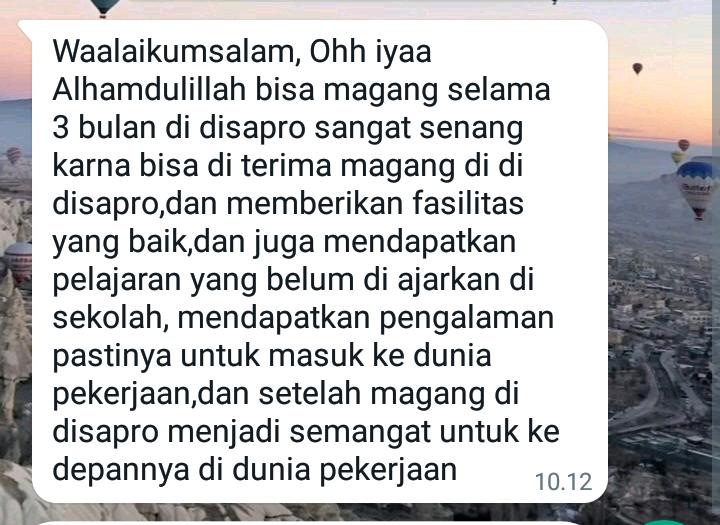 Waalaikumsalam, Ohh iyaa
Alhamdulillah bisa magang selama
3 bulan di disapro sangat senang
karna bisa di terima magang di di
disapro,dan memberikan fasilitas
yang baik,dan juga mendapatkan
pelajaran yang belum di ajarkan di
sekolah, mendapatkan pengalaman
pastinya untuk masuk ke dunia
pekerjaan,dan setelah magang di
disapro menjadi semangat untuk ke
depannya di dunia pekerjaan
10.12